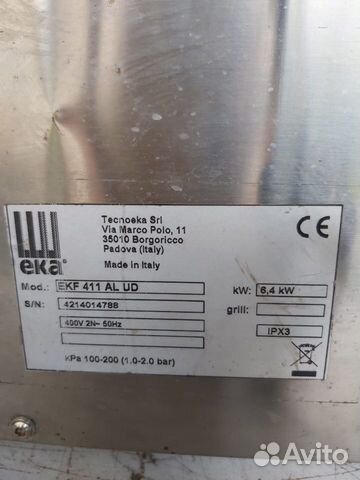 Tecnoeka Srl
Via Marco Polo, 11
35010 Borgoricco
Padova (Italy)
Made in Italy
CE
eka
Mod.: EKF 411 AL UD
kW: 6,4 kW
S/N: 4214014788
grill:
400V 2N~ 50Hz
IPX3
KPa 100-200 (1.0-2.0 bar)
Avito